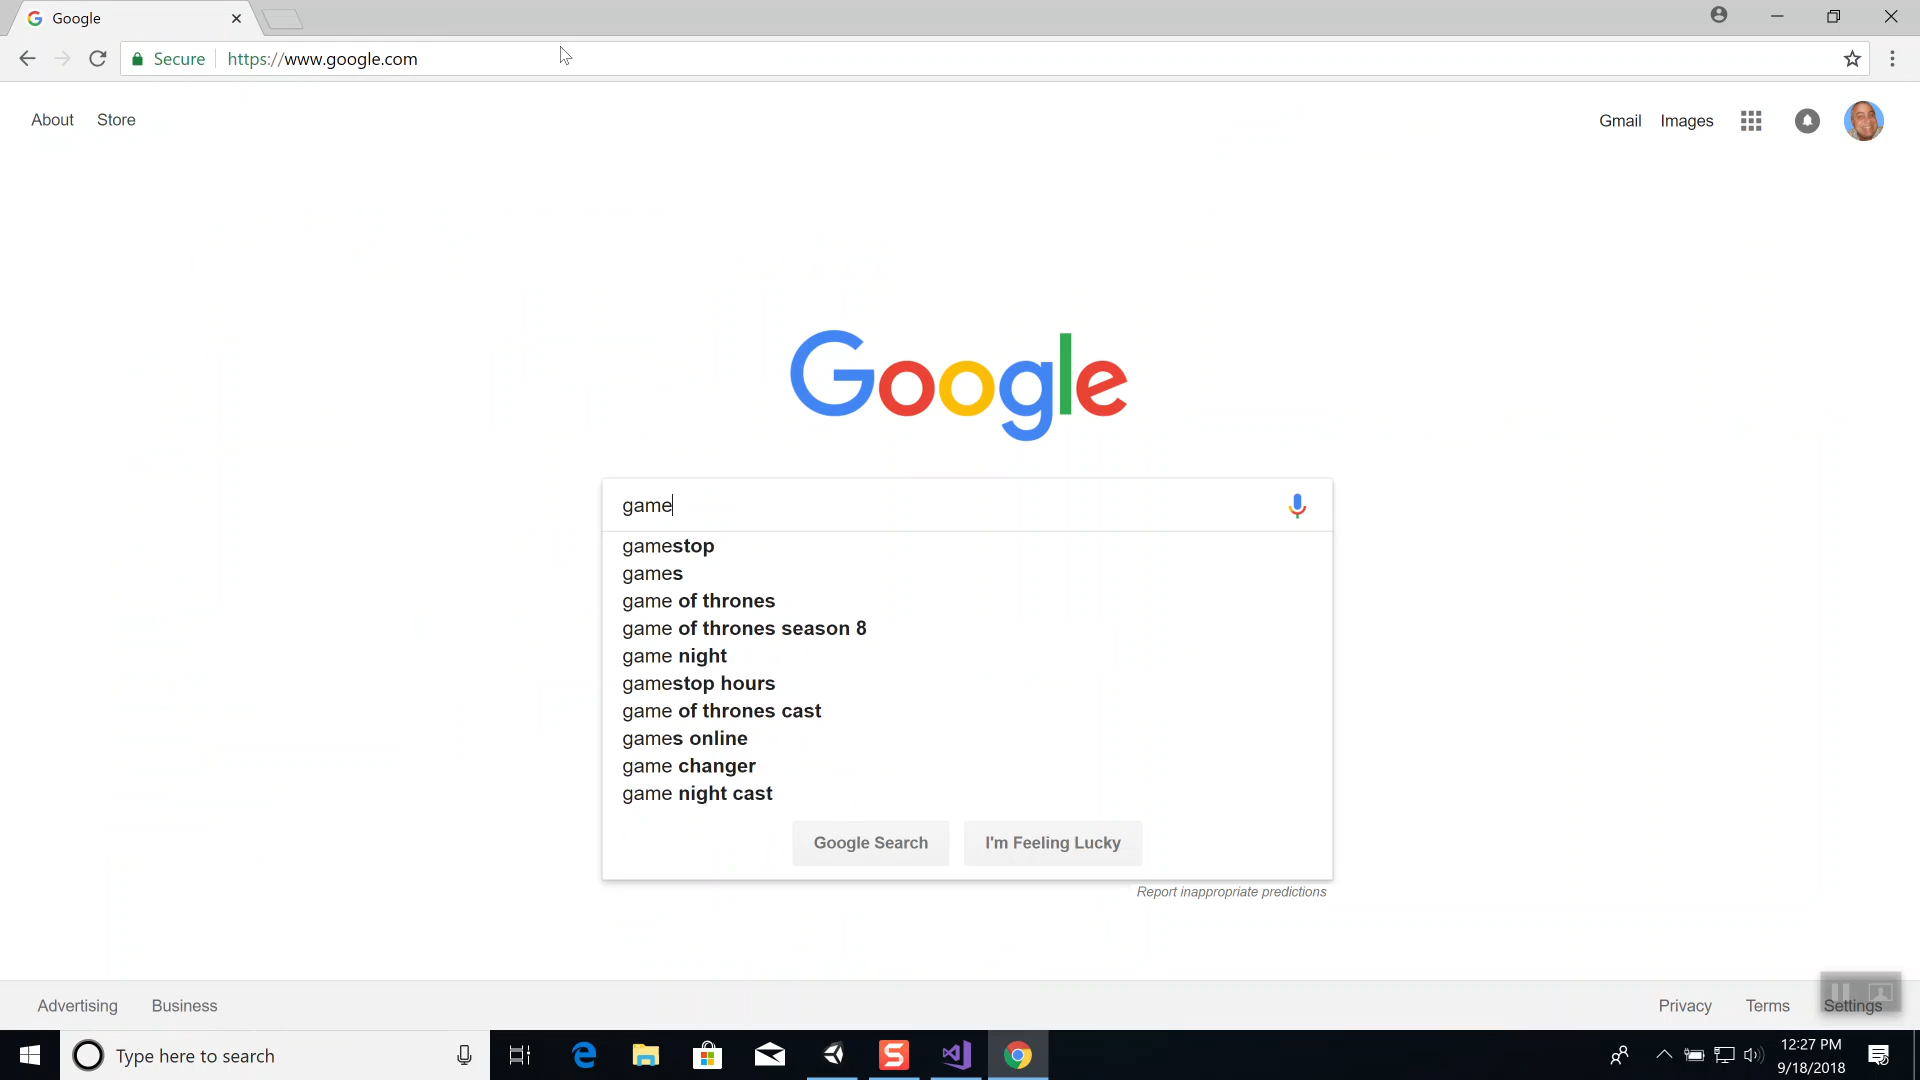 Google
Secure
https://www.google.com
About
Store
Gmail
Images
Google
game
gamestop
games
game of thrones
game of thrones season 8
game night
gamestop hours
game of thrones cast
games online
game changer
game night cast
Google Search
I'm Feeling Lucky
Report inappropriate predictions
Advertising
Business
Privacy
Terms
Settings
Type here to search
12:27 PM
9/18/2018